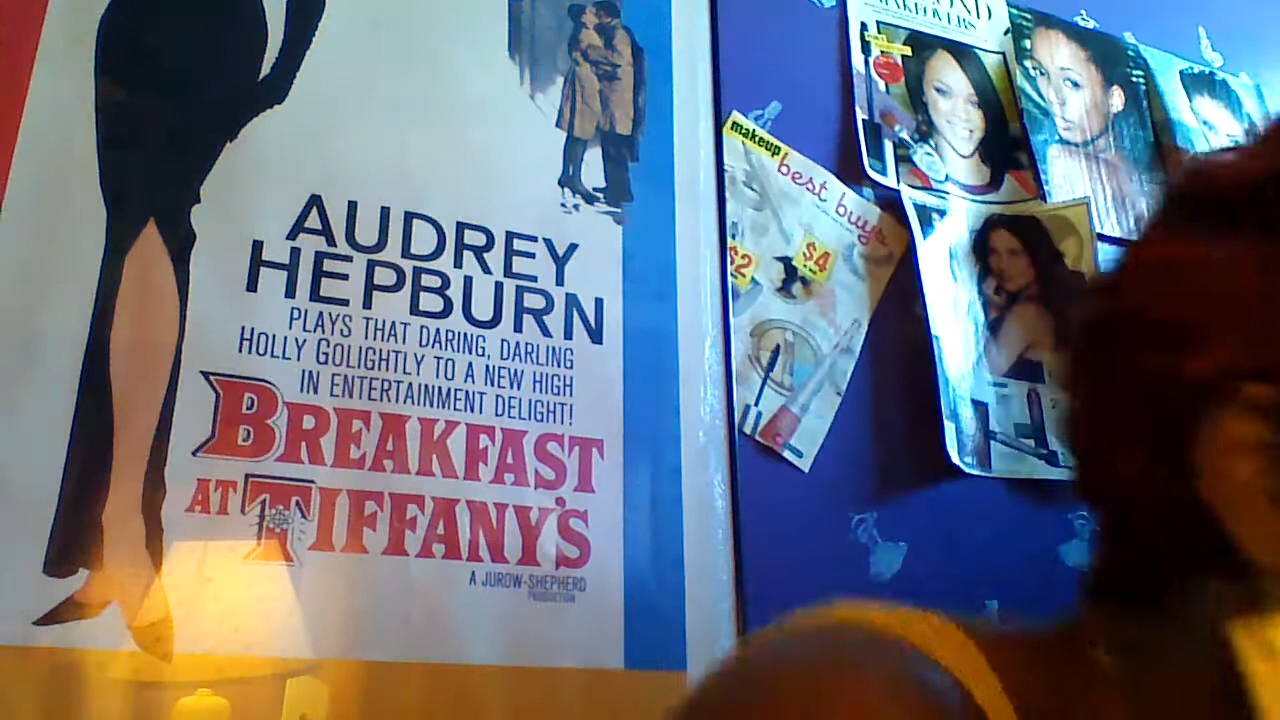 AUDREY
HEPBURN
PLAYS THAT DARING, DARLING
HOLLY GOLIGHTLY TO A NEW HIGH
IN ENTERTAINMENT DELIGHT!
BREAKFAST
AT TIFFANY'S
A JUROW-SHEPHERD
PRODUCTION
makeup
best buys
$2
$4
MAKEOVERS